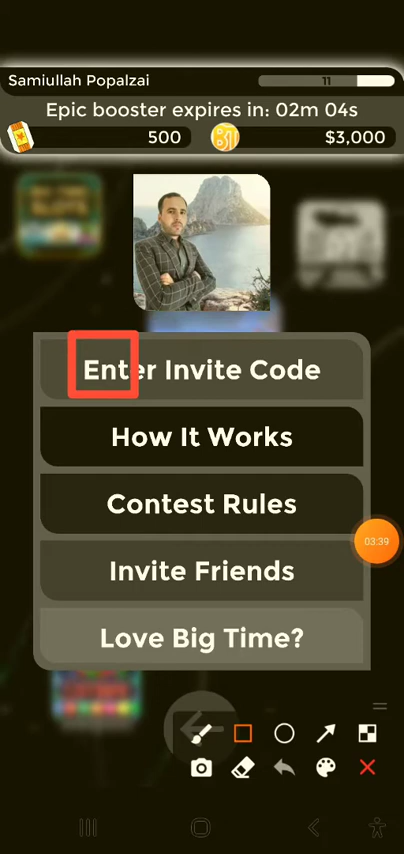 Samiullah Popalzai
11
Epic booster expires in: 02m 04s
500
$3,000
Enter Invite Code
How It Works
Contest Rules
03:39
Invite Friends
Love Big Time?